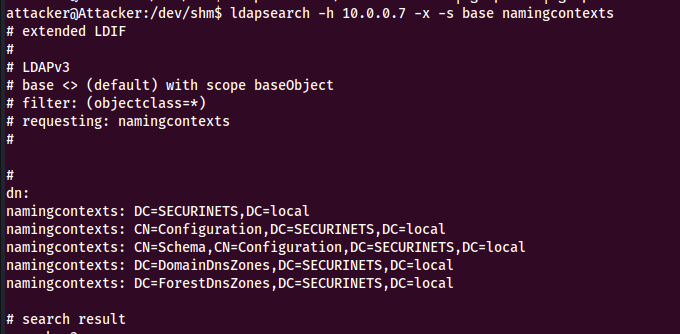 attacker@Attacker:/dev/shm$ ldapsearch -h 10.0.0.7 -x -s base namingcontexts
# extended LDIF
#
# LDAPv3
# base <> (default) with scope baseObject
# filter: (objectclass=*)
# requesting: namingcontexts
#
#
dn:
namingcontexts: DC=SECURINETS,DC=local
namingcontexts: CN=Configuration,DC=SECURINETS,DC=local
namingcontexts: CN=Schema,CN=Configuration,DC=SECURINETS,DC=local
namingcontexts: DC=DomainDnsZones,DC=SECURINETS,DC=local
namingcontexts: DC=ForestDnsZones,DC=SECURINETS,DC=local
# search result